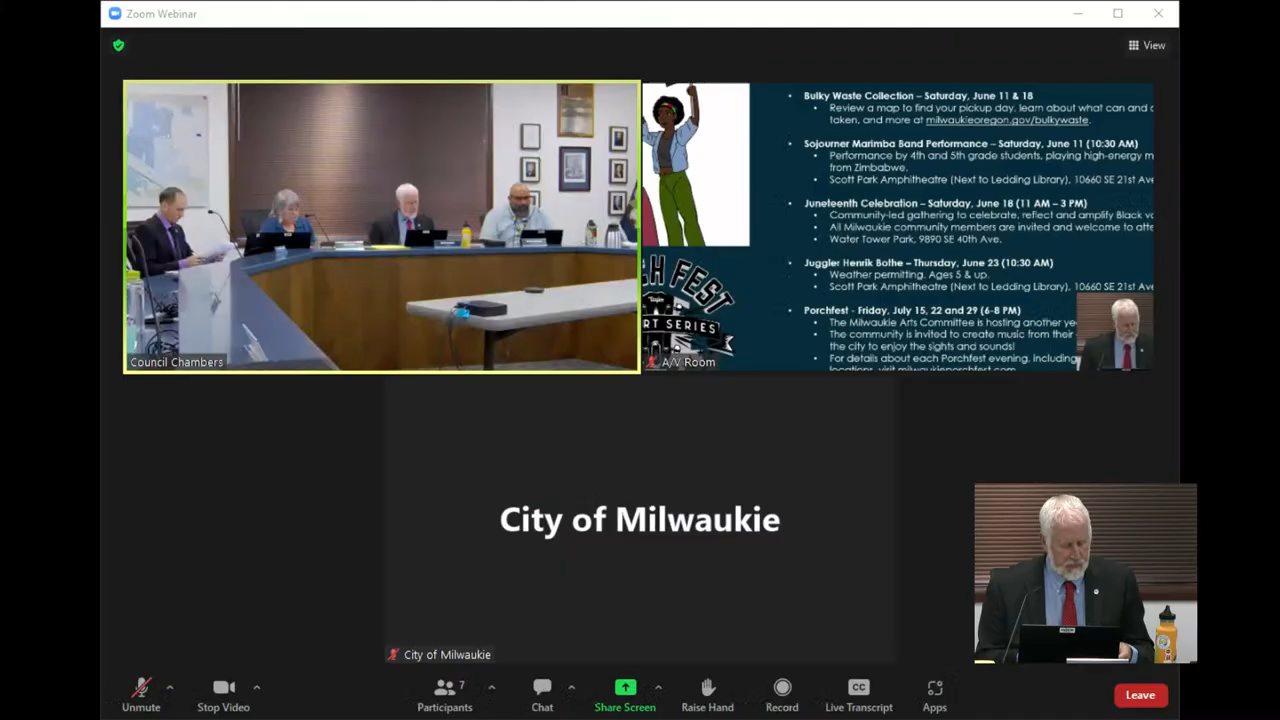 Zoom Webinar
View
Bulky Waste Collection – Saturday, June 11 & 18
Review a map to find your pickup day, learn about what can and
taken, and more at milwaukieoregon.gov/bulkywaste.
Sojourner Marimba Band Performance – Saturday, June 11 (10:30 AM)
Performance by 4th and 5th grade students, playing high-energy
from Zimbabwe.
Scott Park Amphitheatre (Next to Ledding Library), 10660 SE 21st
Juneteenth Celebration – Saturday, June 18 (11 AM – 3 PM)
Community-led gathering to celebrate, reflect and amplify Black
All Milwaukie community members are invited and welcome to
Water Tower Park, 9890 SE 40th Ave.
Juggler Henrik Bothe – Thursday, June 23 (10:30 AM)
Weather permitting. Ages 5 & up.
Scott Park Amphitheatre (Next to Ledding Library), 10660 SE 21st
Porchfest - Friday, July 15, 22 and 29 (6-8 PM)
The Milwaukie Arts Committee is hosting another
The community is invited to create music from their
the city to enjoy the sights and sounds!
For details about each Porchfest evening, including
locations, visit milwaukieporchfest.com
CH FEST
RT SERIES
Council Chambers
A/V Room
City of Milwaukie
City of Milwaukie
Unmute
Stop Video
Participants
7
Chat
Share Screen
Raise Hand
Record
CC
Live Transcript
Apps
Leave